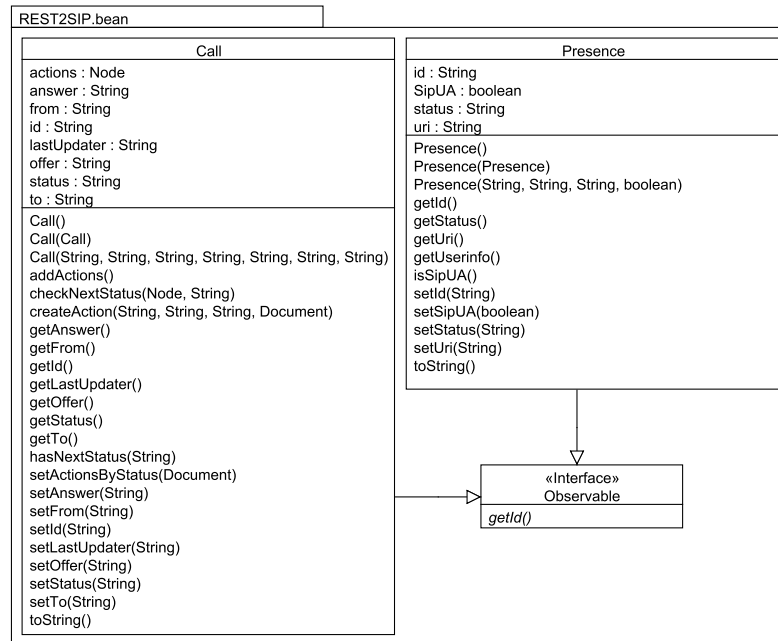 REST2SIP.bean
Call
actions : Node
answer : String
from : String
id : String
lastUpdater : String
offer : String
status : String
to : String
Call()
Call(Call)
Call(String, String, String, String, String, String, String)
addActions()
checkNextStatus(Node, String)
createAction(String, String, String, Document)
getAnswer()
getFrom()
getId()
getLastUpdater()
getOffer()
getStatus()
getTo()
hasNextStatus(String)
setActionsByStatus(Document)
setAnswer(String)
setFrom(String)
setId(String)
setLastUpdater(String)
setOffer(String)
setStatus(String)
setTo(String)
toString()
Presence
id : String
SipUA : boolean
status : String
uri : String
Presence()
Presence(Presence)
Presence(String, String, String, boolean)
getId()
getStatus()
getUri()
getUserinfo()
isSipUA()
setId(String)
setSipUA(boolean)
setStatus(String)
setUri(String)
toString()
«Interface»
Observable
getId()